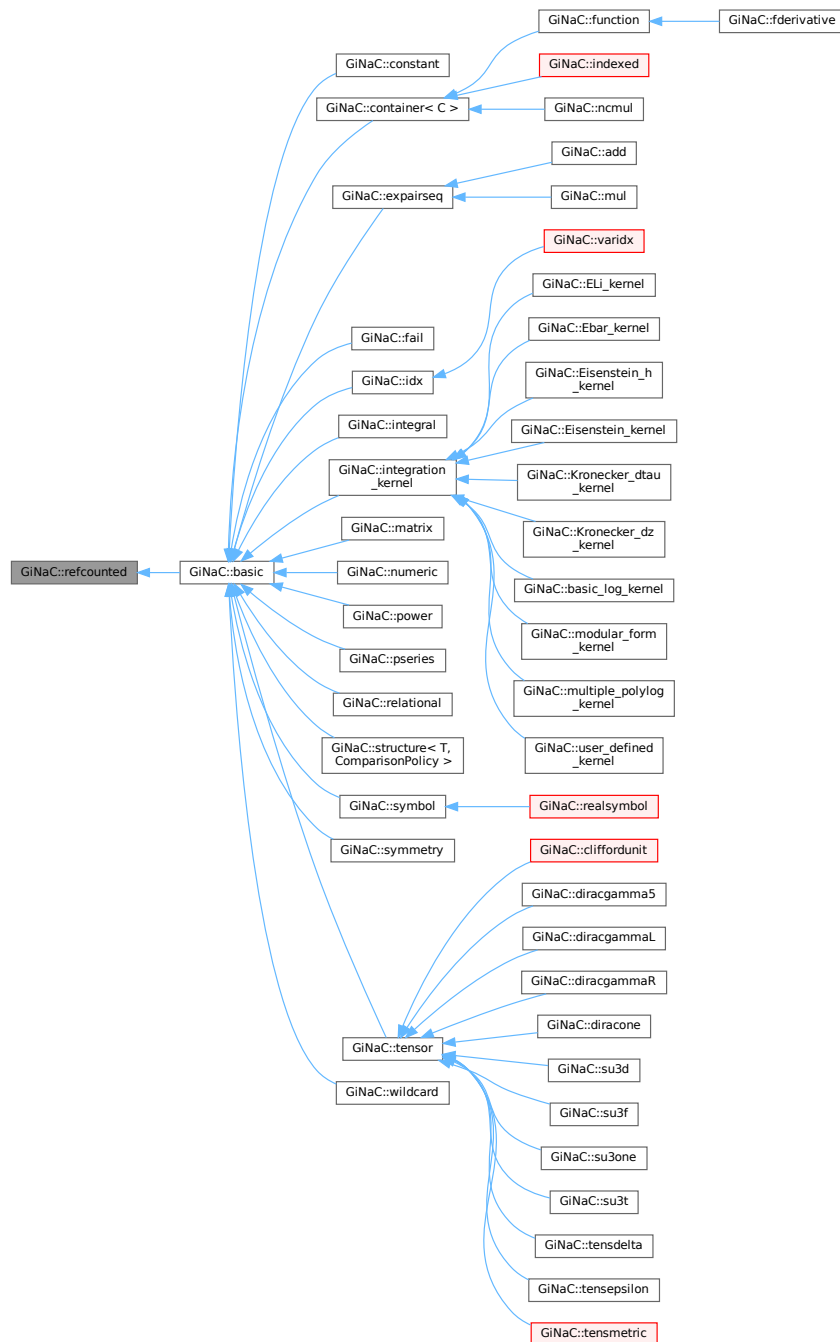 GiNaC::function
GiNaC::fderivative
GiNaC::constant
GiNaC::indexed
GiNaC::container< C >
GiNaC::ncmul
GiNaC::add
GiNaC::expairseq
GiNaC::mul
GiNaC::varidx
GiNaC::ELi_kernel
GiNaC::Ebar_kernel
GiNaC::fail
GiNaC::idx
GiNaC::Eisenstein_h
_kernel
GiNaC::integral
GiNaC::Eisenstein_kernel
GiNaC::integration
_kernel
GiNaC::Kronecker_dtau
_kernel
GiNaC::matrix
GiNaC::Kronecker_dz
_kernel
GiNaC::refcounted
GiNaC::basic
GiNaC::numeric
GiNaC::basic_log_kernel
GiNaC::power
GiNaC::modular_form
_kernel
GiNaC::pseries
GiNaC::relational
GiNaC::multiple_polylog
_kernel
GiNaC::structure< T,
ComparisonPolicy >
GiNaC::user_defined
_kernel
GiNaC::symbol
GiNaC::realsymbol
GiNaC::symmetry
GiNaC::cliffordunit
GiNaC::diracgamma5
GiNaC::diracgammaL
GiNaC::diracgammaR
GiNaC::diracone
GiNaC::tensor
GiNaC::su3d
GiNaC::wildcard
GiNaC::su3f
GiNaC::su3one
GiNaC::su3t
GiNaC::tensdelta
GiNaC::tensepsilon
GiNaC::tensmetric